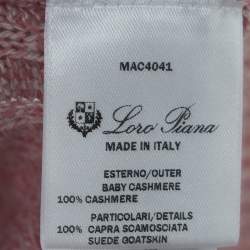 MAC4041
Loro Piana
MADE IN ITALY
ESTERNO/OUTER
BABY CASHMERE
100% CASHMERE
PARTICOLARI/DETAILS
100% CAPRA SCAMOSCIATA
SUEDE GOATSKIN